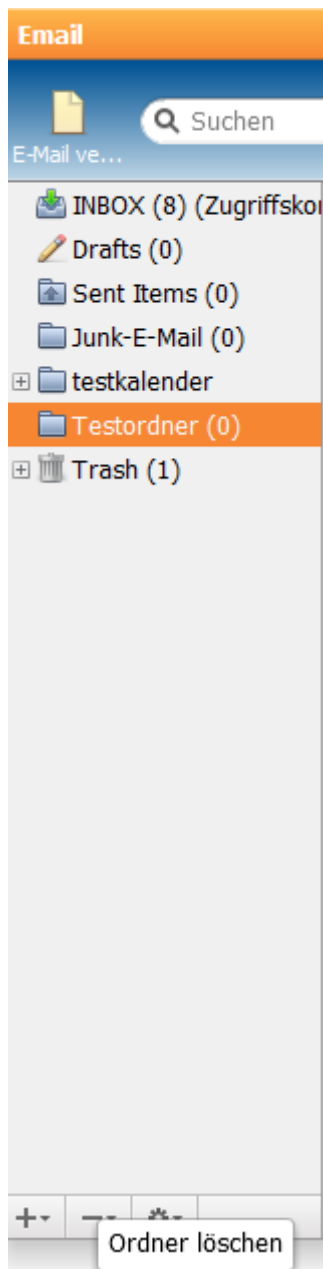 Email
Suchen
E-Mail ve...
INBOX (8) (Zugriffsko
Drafts (0)
Sent Items (0)
Junk-E-Mail (0)
testkalender
Testordner (0)
Trash (1)
Ordner löschen